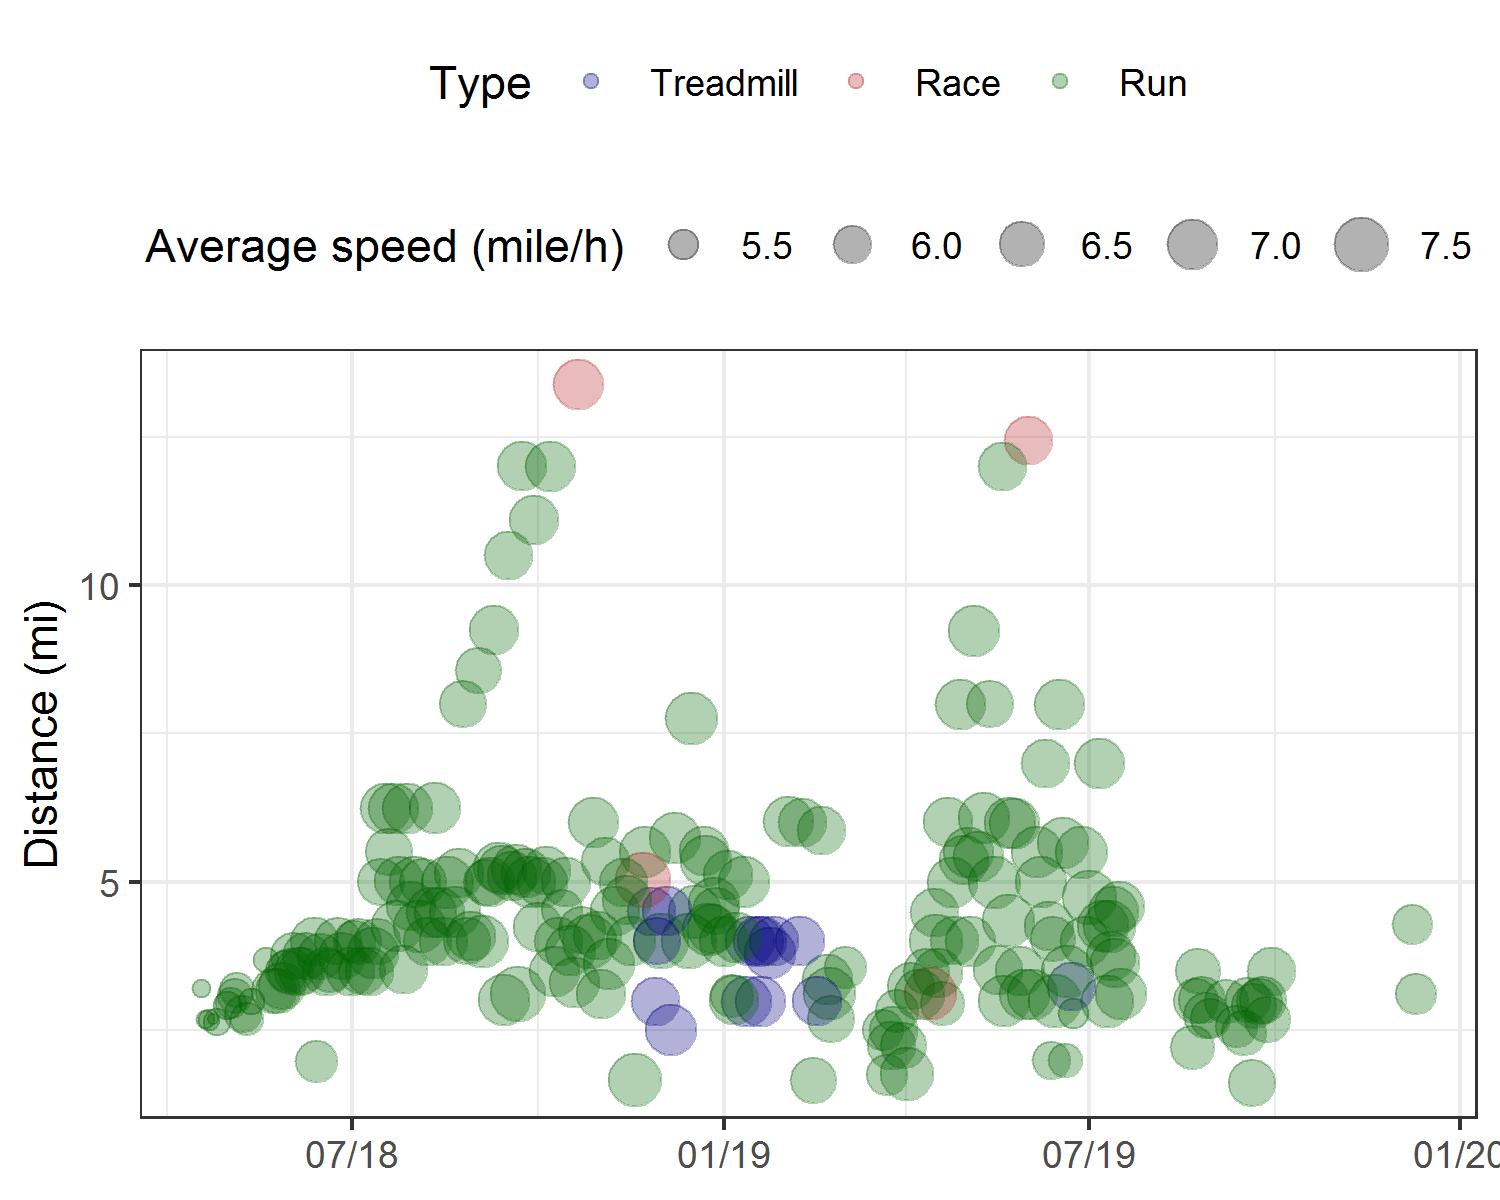 Type Treadmill Race Run
Average speed (mile/h) 5.5 6.0 6.5 7.0 7.5
Distance (mi)
10
5
07/18 01/19 07/19 01/20